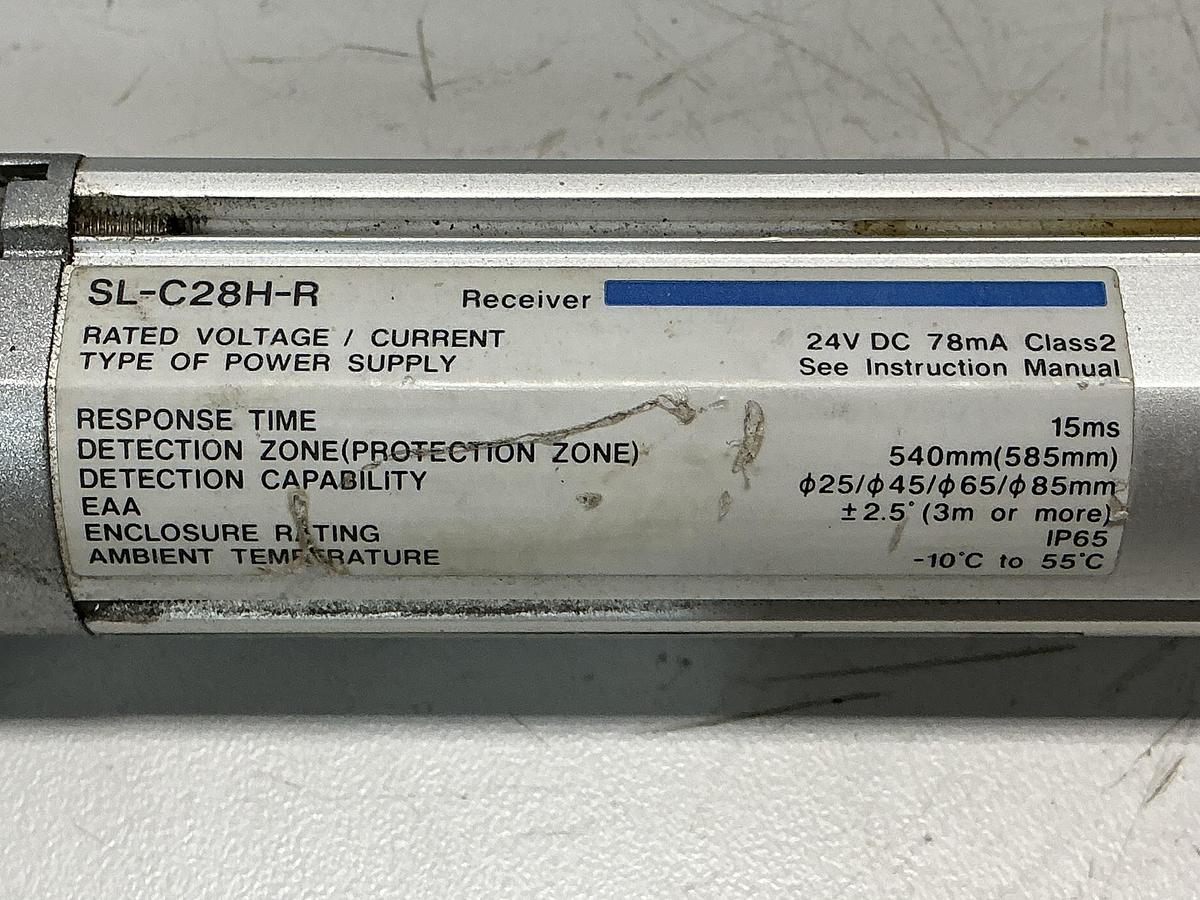 SL-C28H-R Receiver
RATED VOLTAGE / CURRENT 24V DC 78mA Class2
TYPE OF POWER SUPPLY See Instruction Manual
RESPONSE TIME 15ms
DETECTION ZONE(PROTECTION ZONE) 540mm(585mm)
DETECTION CAPABILITY ϕ25/ϕ45/ϕ65/ϕ85mm
EAA ±2.5° (3m or more)
ENCLOSURE RATING IP65
AMBIENT TEMPERATURE -10°C to 55°C